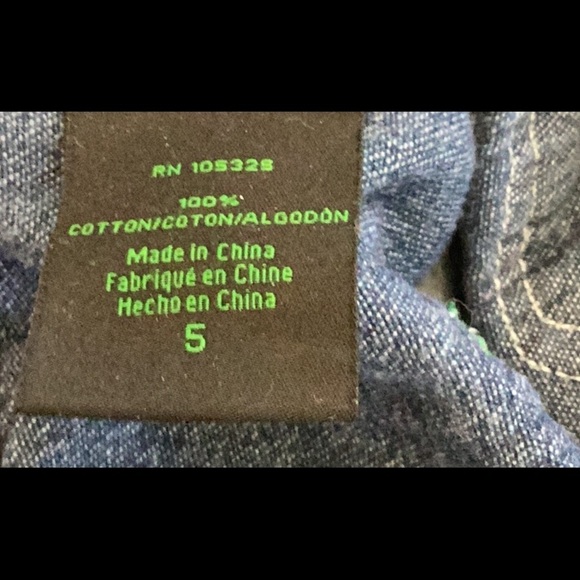 RN 105328
100%
COTTON/COTON/ALGODÓN
Made in China
Fabriqué en Chine
Hecho en China
5